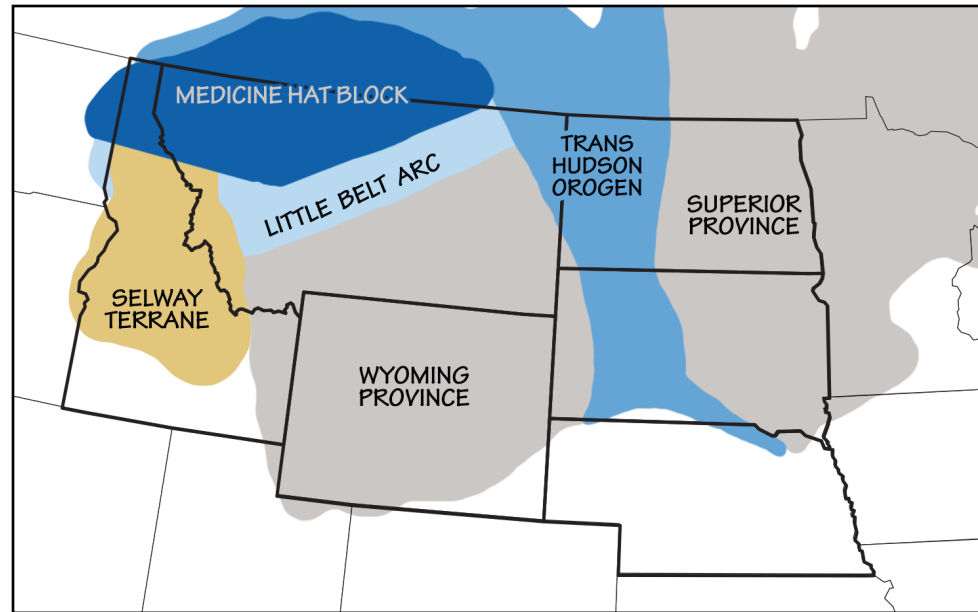 MEDICINE HAT BLOCK
LITTLE BELT ARC
TRANS
HUDSON
OROGEN
SUPERIOR
PROVINCE
SELWAY
TERRANE
WYOMING
PROVINCE